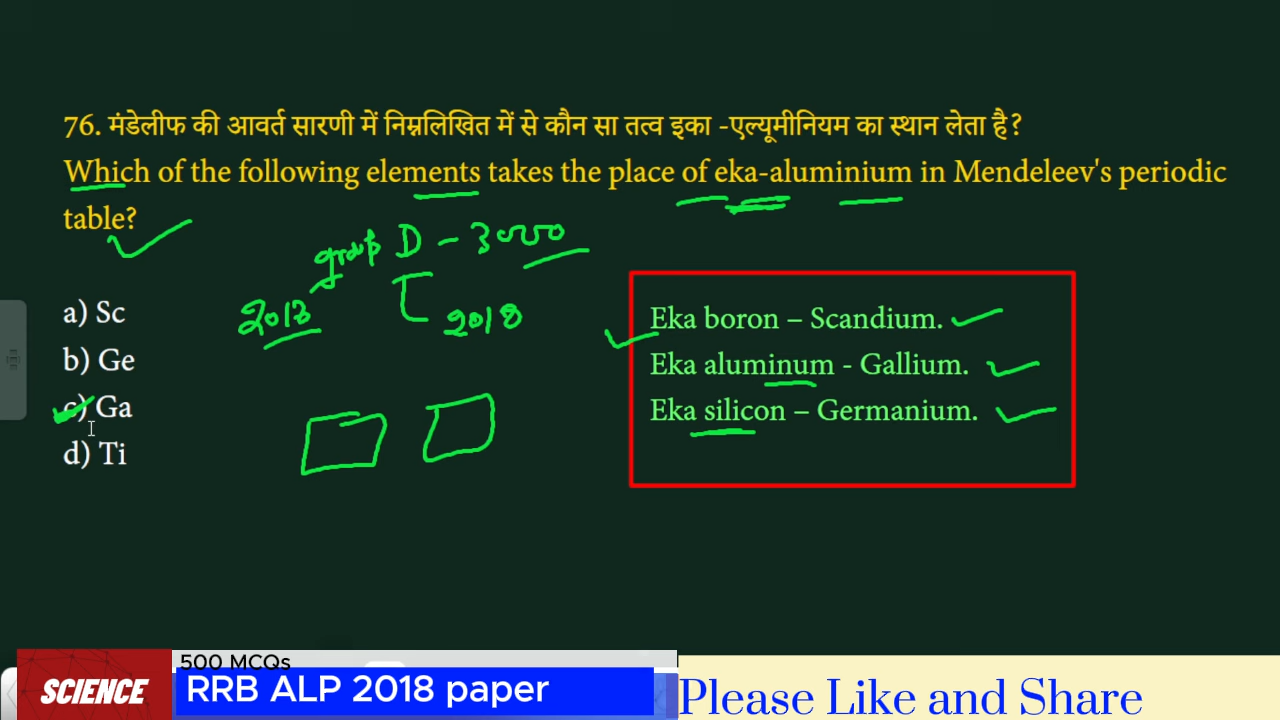 76. मंडेलीफ की आवर्त सारणी में निम्नलिखित में से कौन सा तत्व इका -एल्यूमीनियम का स्थान लेता है?
Which of the following elements takes the place of eka-aluminium in Mendeleev's periodic
table?
group D - 3000
2013
2018
a) Sc
b) Ge
c) Ga
d) Ti
Eka boron – Scandium.
Eka aluminum - Gallium.
Eka silicon – Germanium.
500 MCQs
SCIENCE
RRB ALP 2018 paper
Please Like and Share